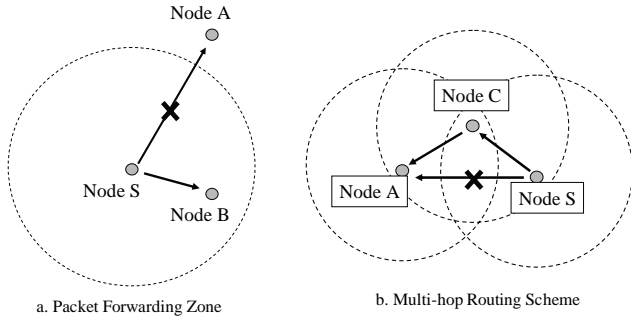 Node A
Node S
Node B
a. Packet Forwarding Zone
Node C
Node A
Node S
b. Multi-hop Routing Scheme